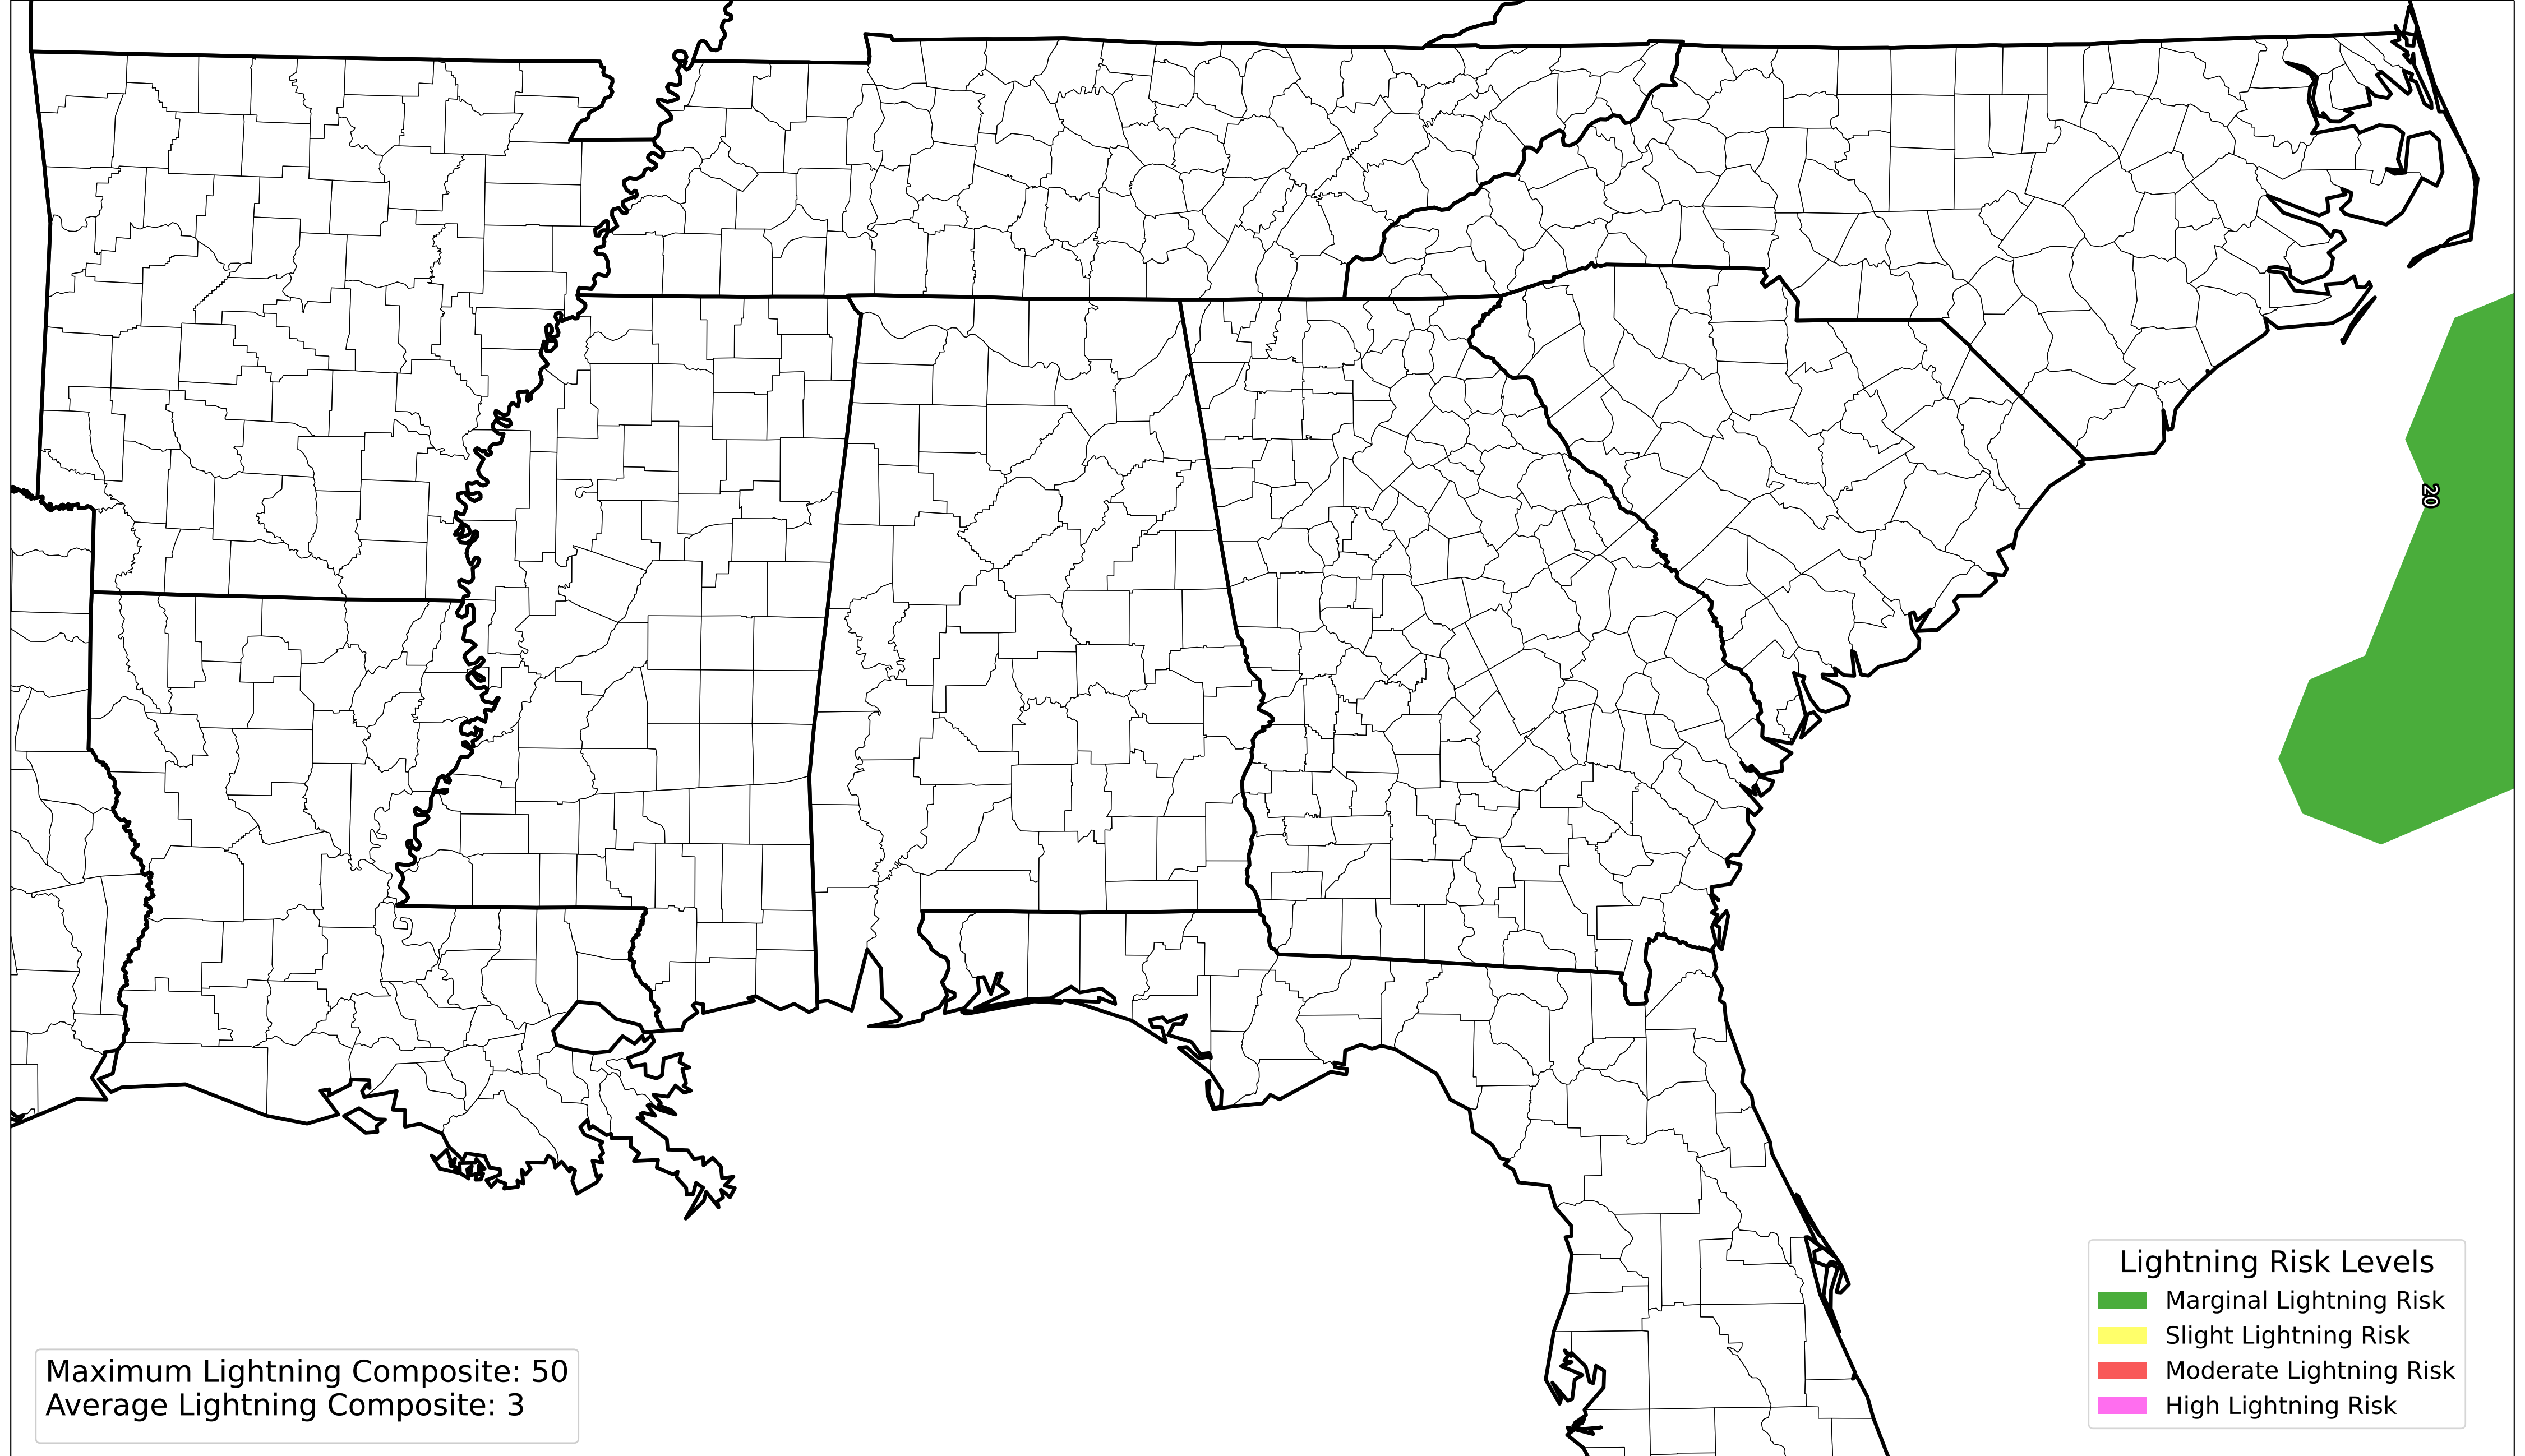 20
Lightning Risk Levels
Marginal Lightning Risk
Slight Lightning Risk
Moderate Lightning Risk
High Lightning Risk
Maximum Lightning Composite: 50
Average Lightning Composite: 3